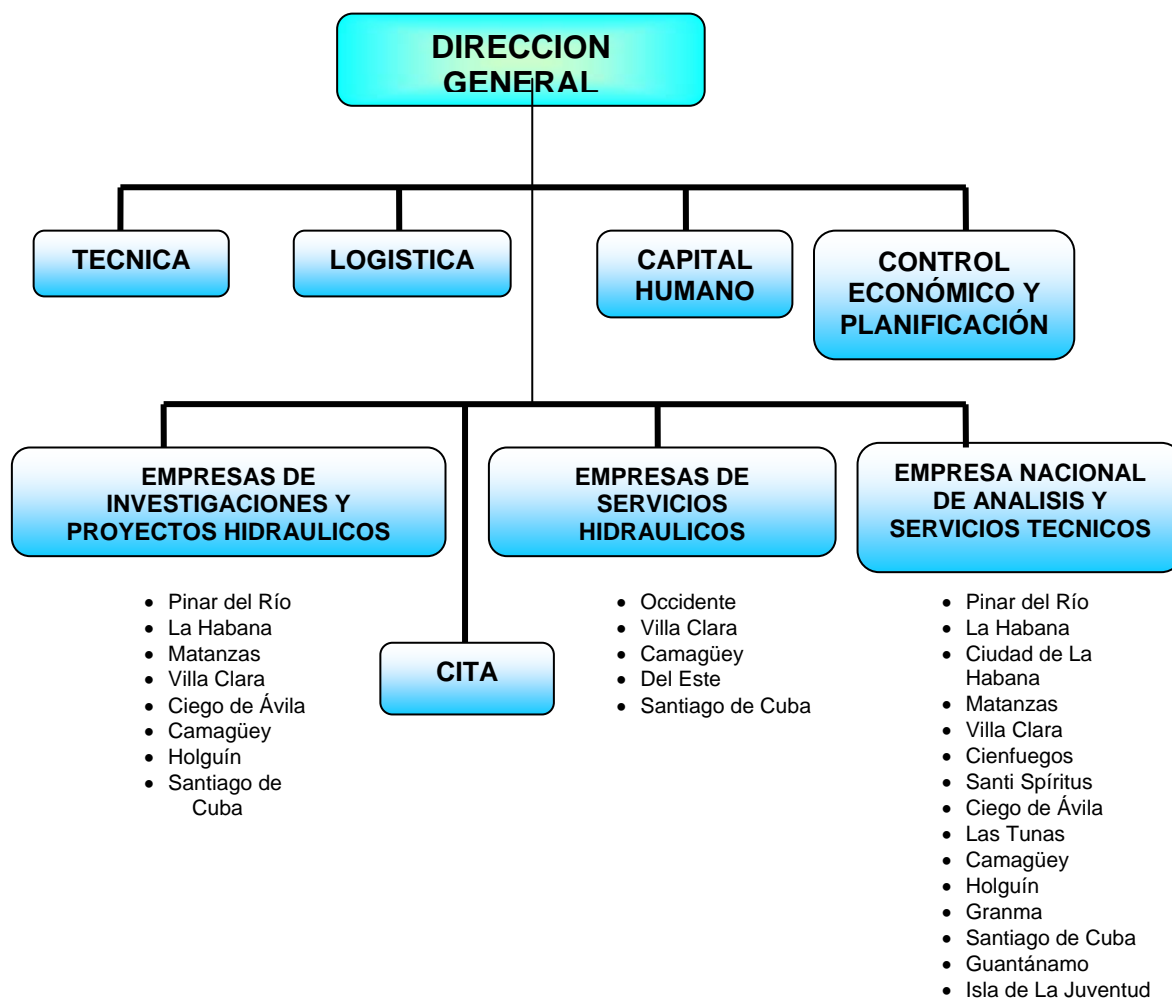 DIRECCION
GENERAL
TECNICA
LOGISTICA
CAPITAL
HUMANO
CONTROL
ECONÓMICO Y
PLANIFICACIÓN
EMPRESAS DE
INVESTIGACIONES Y
PROYECTOS HIDRAULICOS
EMPRESAS DE
SERVICIOS
HIDRAULICOS
EMPRESA NACIONAL
DE ANALISIS Y
SERVICIOS TECNICOS
• Pinar del Río
• La Habana
• Matanzas
• Villa Clara
• Ciego de Ávila
• Camagüey
• Holguín
• Santiago de
Cuba
CITA
• Occidente
• Villa Clara
• Camagüey
• Del Este
• Santiago de Cuba
• Pinar del Río
• La Habana
• Ciudad de La
Habana
• Matanzas
• Villa Clara
• Cienfuegos
• Santi Spíritus
• Ciego de Ávila
• Las Tunas
• Camagüey
• Holguín
• Granma
• Santiago de Cuba
• Guantánamo
• Isla de La Juventud